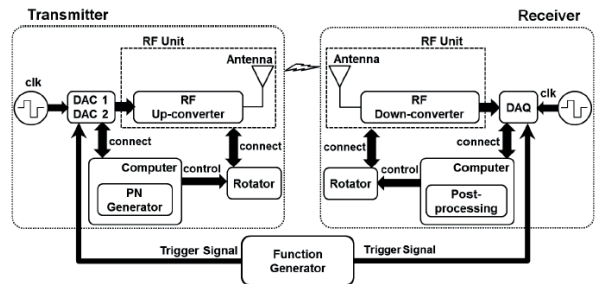 Transmitter
Receiver
RF Unit
RF Unit
Antenna
Antenna
clk
DAC 1
DAC 2
RF
Up-converter
RF
Down-converter
DAQ
clk
connect
connect
connect
connect
Computer
control
Rotator
PN
Generator
Rotator
control
Computer
Post-
processing
Trigger Signal
Function
Generator
Trigger Signal